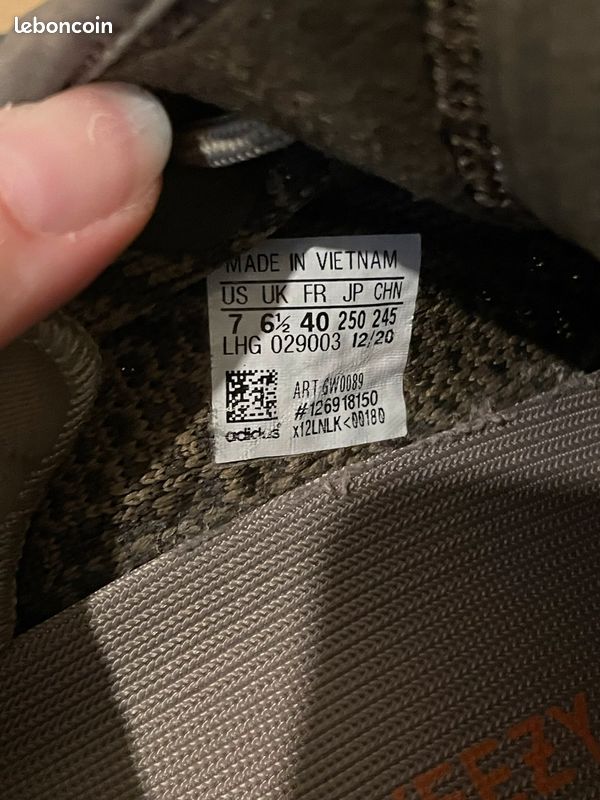 leboncoin
MADE IN VIETNAM
US UK FR JP CHN
7 6½ 40 250 245
LHG 029003 12/20
ART GW0089
#126918150
x12LNLK<00180
adidas
EEZY